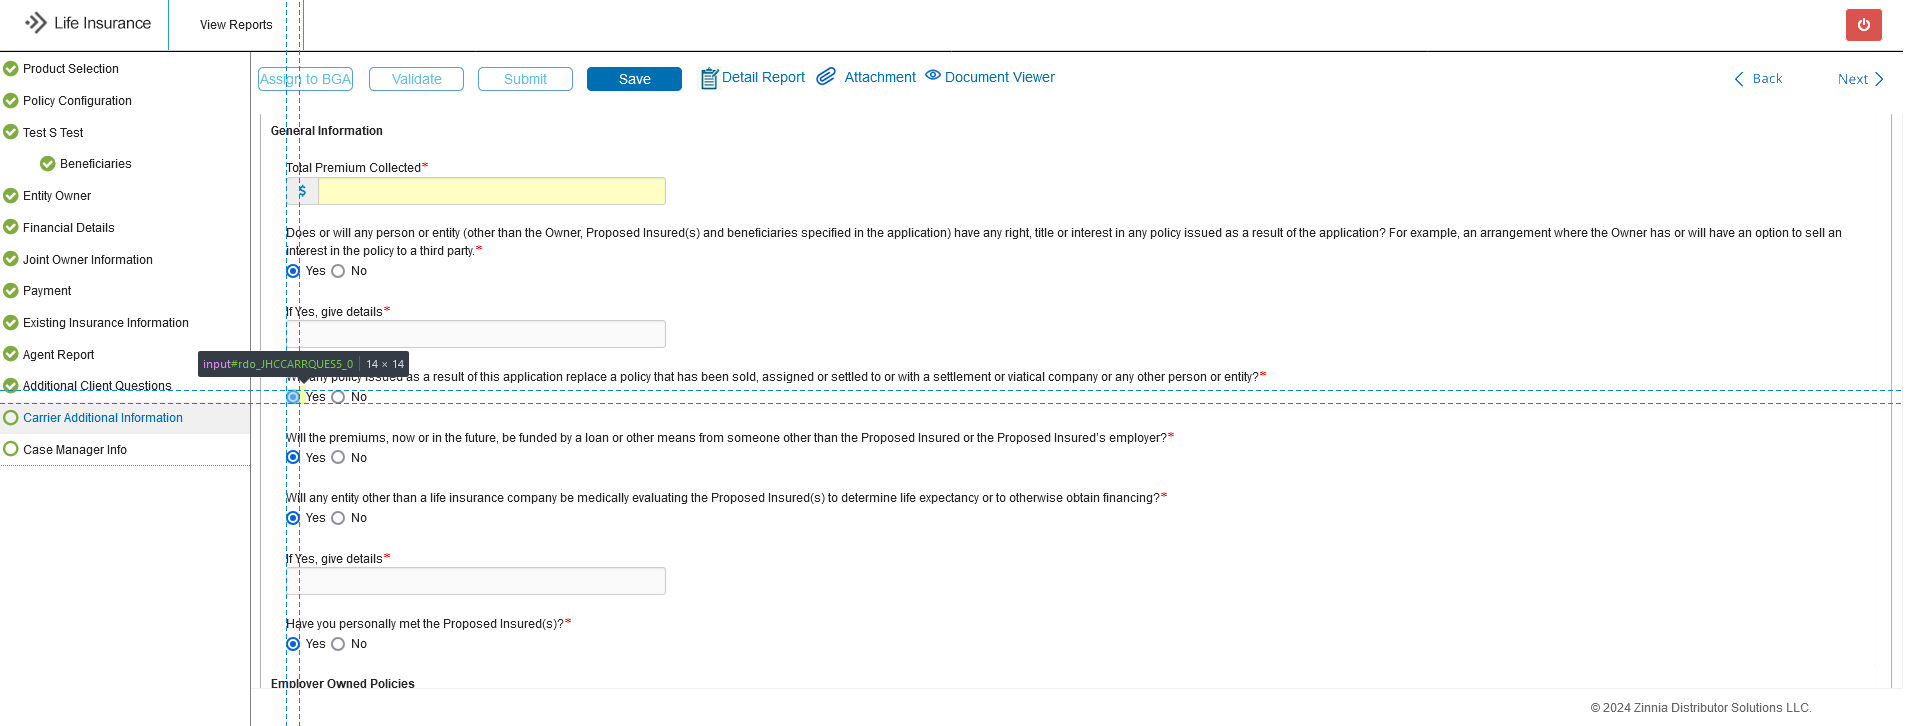 Life Insurance
View Reports
Product Selection
Policy Configuration
Test S Test
Beneficiaries
Entity Owner
Financial Details
Joint Owner Information
Payment
Existing Insurance Information
Agent Report
Additional Client Questions
Carrier Additional Information
Case Manager Info
Assign to BGA
Validate
Submit
Save
Detail Report
Attachment
Document Viewer
Back
Next
General Information
Total Premium Collected*
$
Does or will any person or entity (other than the Owner, Proposed Insured(s) and beneficiaries specified in the application) have any right, title or interest in any policy issued as a result of the application? For example, an arrangement where the Owner has or will have an option to sell an
interest in the policy to a third party.*
Yes No
If Yes, give details*
input#rdo_JHCCARRQUES5_0 14 × 14
Will any policy issued as a result of this application replace a policy that has been sold, assigned or settled to or with a settlement or viatical company or any other person or entity?*
Yes No
Will the premiums, now or in the future, be funded by a loan or other means from someone other than the Proposed Insured or the Proposed Insured's employer?*
Yes No
Will any entity other than a life insurance company be medically evaluating the Proposed Insured(s) to determine life expectancy or to otherwise obtain financing?*
Yes No
If Yes, give details*
Have you personally met the Proposed Insured(s)?*
Yes No
Employer Owned Policies
© 2024 Zinnia Distributor Solutions LLC.